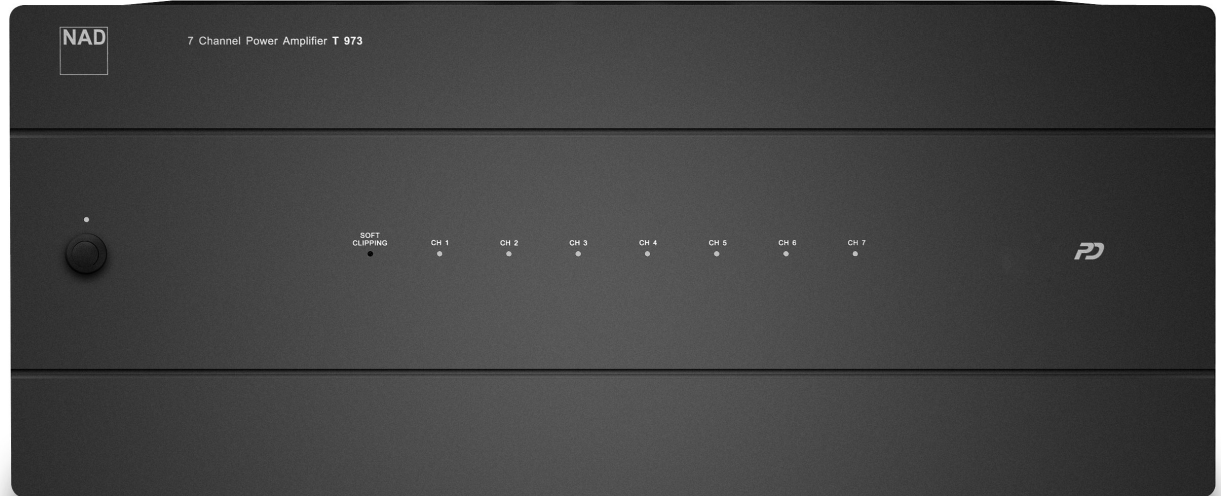 NAD
7 Channel Power Amplifier T 973
SOFT
CLIPPING
CH 1
CH 2
CH 3
CH 4
CH 5
CH 6
CH 7
PD